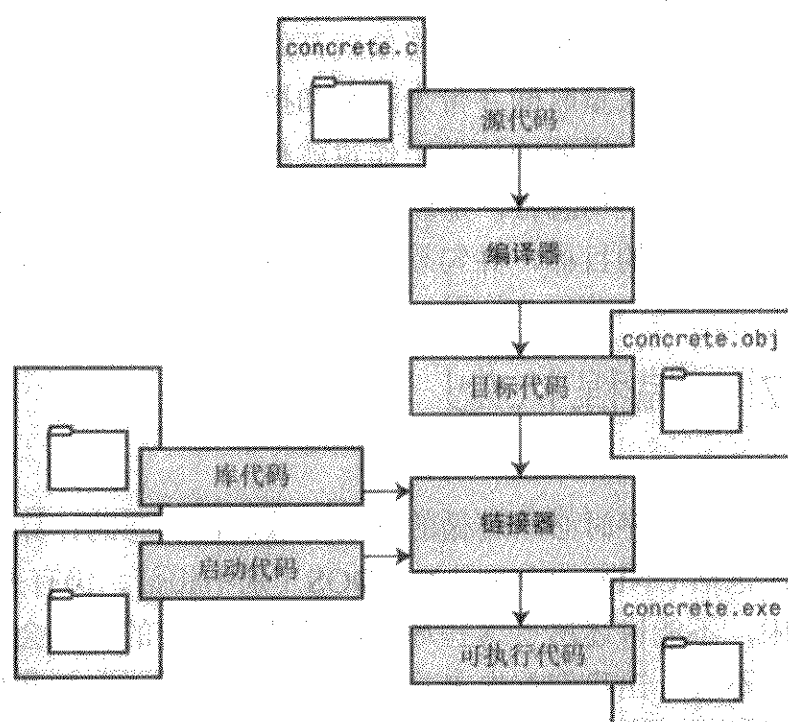 concrete.c
源代码
编译器
concrete.obj
目标代码
库代码
链接器
启动代码
concrete.exe
可执行代码